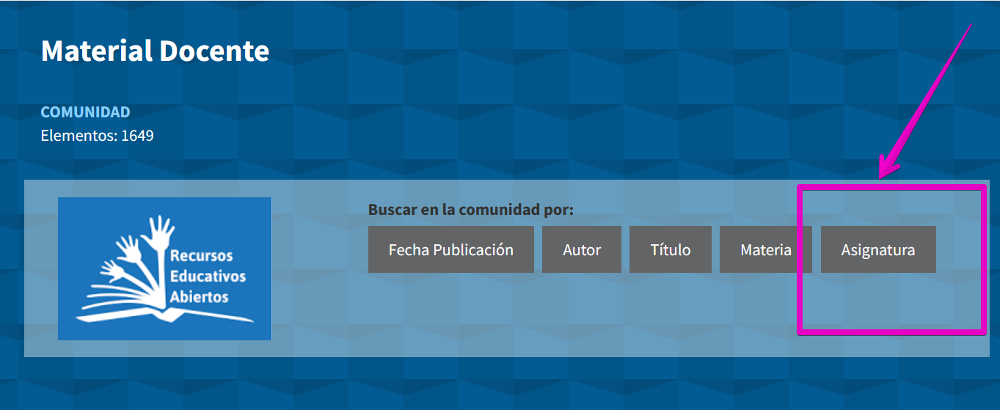 Material Docente
COMUNIDAD
Elementos: 1649
Recursos
Educativos
Abiertos
Buscar en la comunidad por:
Fecha Publicación Autor Título Materia Asignatura